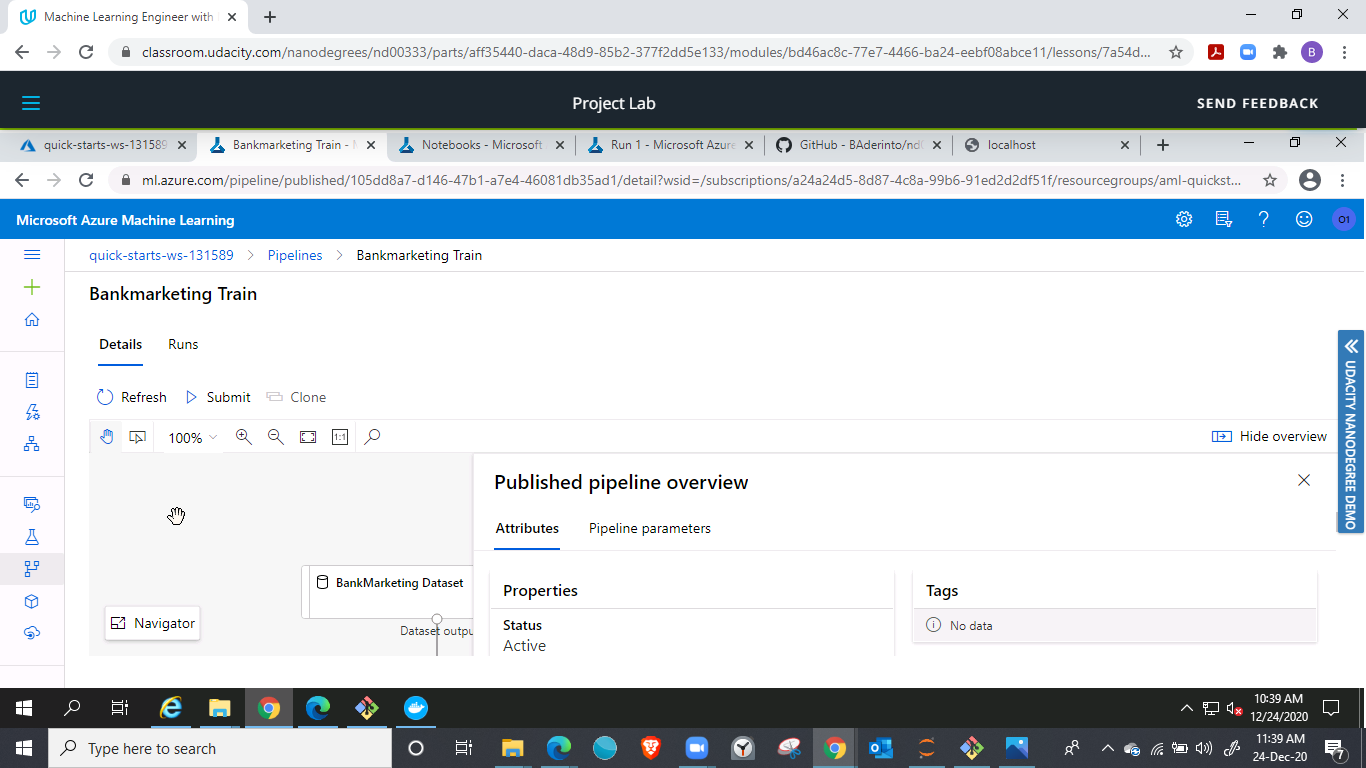 Machine Learning Engineer with
classroom.udacity.com/nanodegrees/nd00333/parts/aff35440-daca-48d9-85b2-377f2dd5e133/modules/bd46ac8c-77e7-4466-ba24-eebf08abce11/lessons/7a54d...
B
Project Lab
SEND FEEDBACK
quick-starts-ws-131589
Bankmarketing Train - M
Notebooks - Microsoft
Run 1 - Microsoft Azure
GitHub - BAderinto/nd
localhost
ml.azure.com/pipeline/published/105dd8a7-d146-47b1-a7e4-46081db35ad1/detail?wsid=/subscriptions/a24a24d5-8d87-4c8a-99b6-91ed2d2df51f/resourcegroups/aml-quickst...
Microsoft Azure Machine Learning
O1
quick-starts-ws-131589 > Pipelines > Bankmarketing Train
Bankmarketing Train
Details Runs
Refresh Submit Clone
100% 1:1 Hide overview
UDACITY NANODEGREE DEMO
Published pipeline overview
Attributes Pipeline parameters
BankMarketing Dataset
Dataset outpu
Navigator
Properties
Status
Active
Tags
No data
10:39 AM
12/24/2020
Type here to search
11:39 AM
24-Dec-20
7